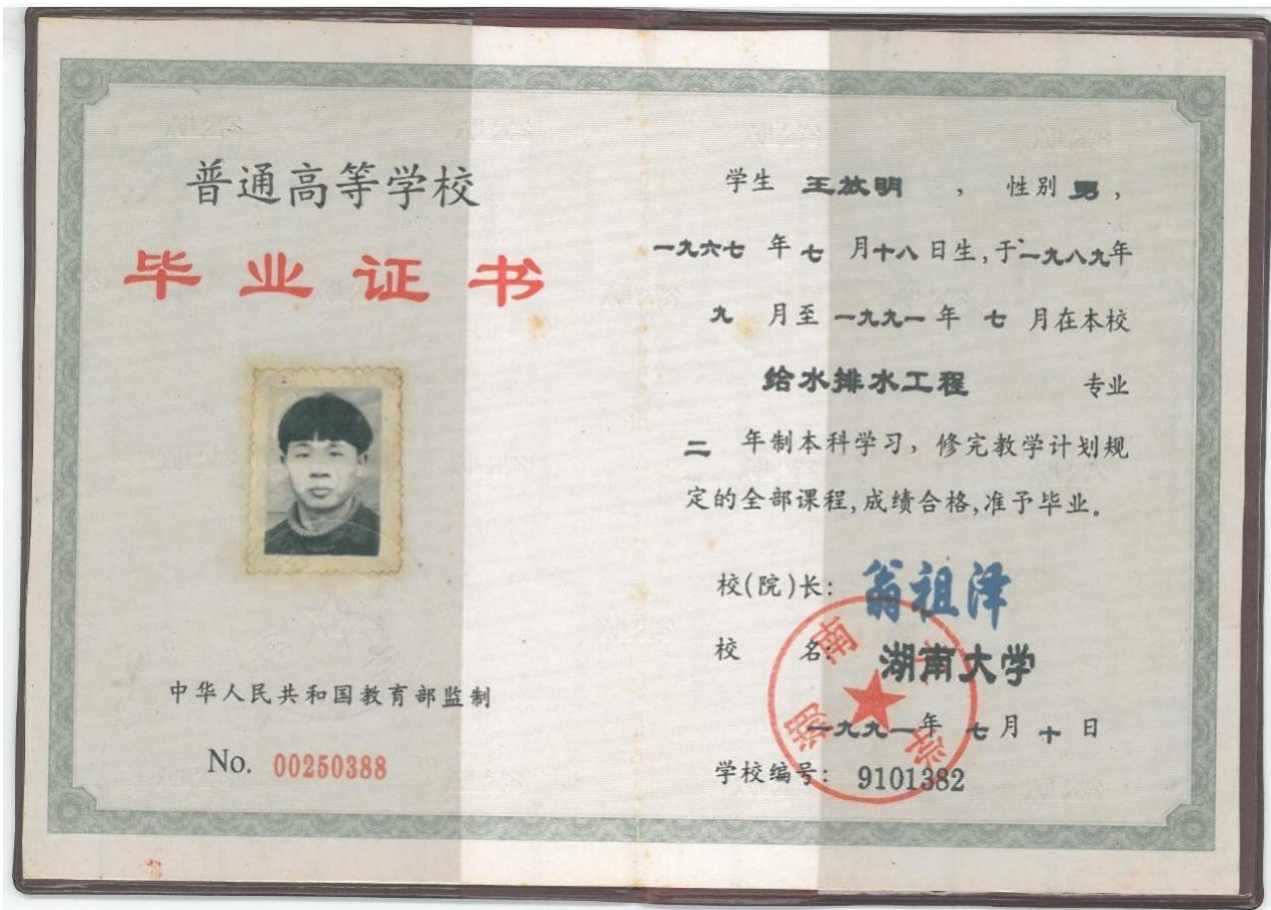 普通高等学校
毕业证书
中华人民共和国教育部监制
No. 00250388
学生 王放明 , 性别 男,
一九六七 年 七 月 十八 日生,于 一九八九年
九 月至 一九九一 年 七 月在本校
给水排水工程 专业
二 年制本科学习, 修完教学计划规
定的全部课程,成绩合格,准予毕业。
校(院)长: 翁祖泽
校 名: 湖南大学
湖南大学
一九九一 年 七 月 十 日
学校编号: 9101382